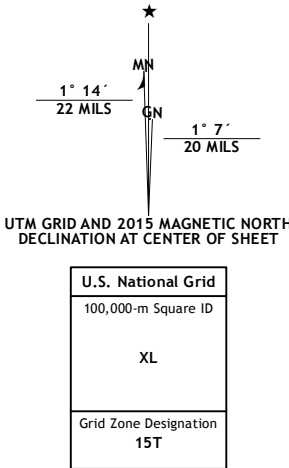 MN
1° 14´
22 MILS
GN
1° 7´
20 MILS
UTM GRID AND 2015 MAGNETIC NORTH
DECLINATION AT CENTER OF SHEET
U.S. National Grid
100,000-m Square ID
XL
Grid Zone Designation
15T